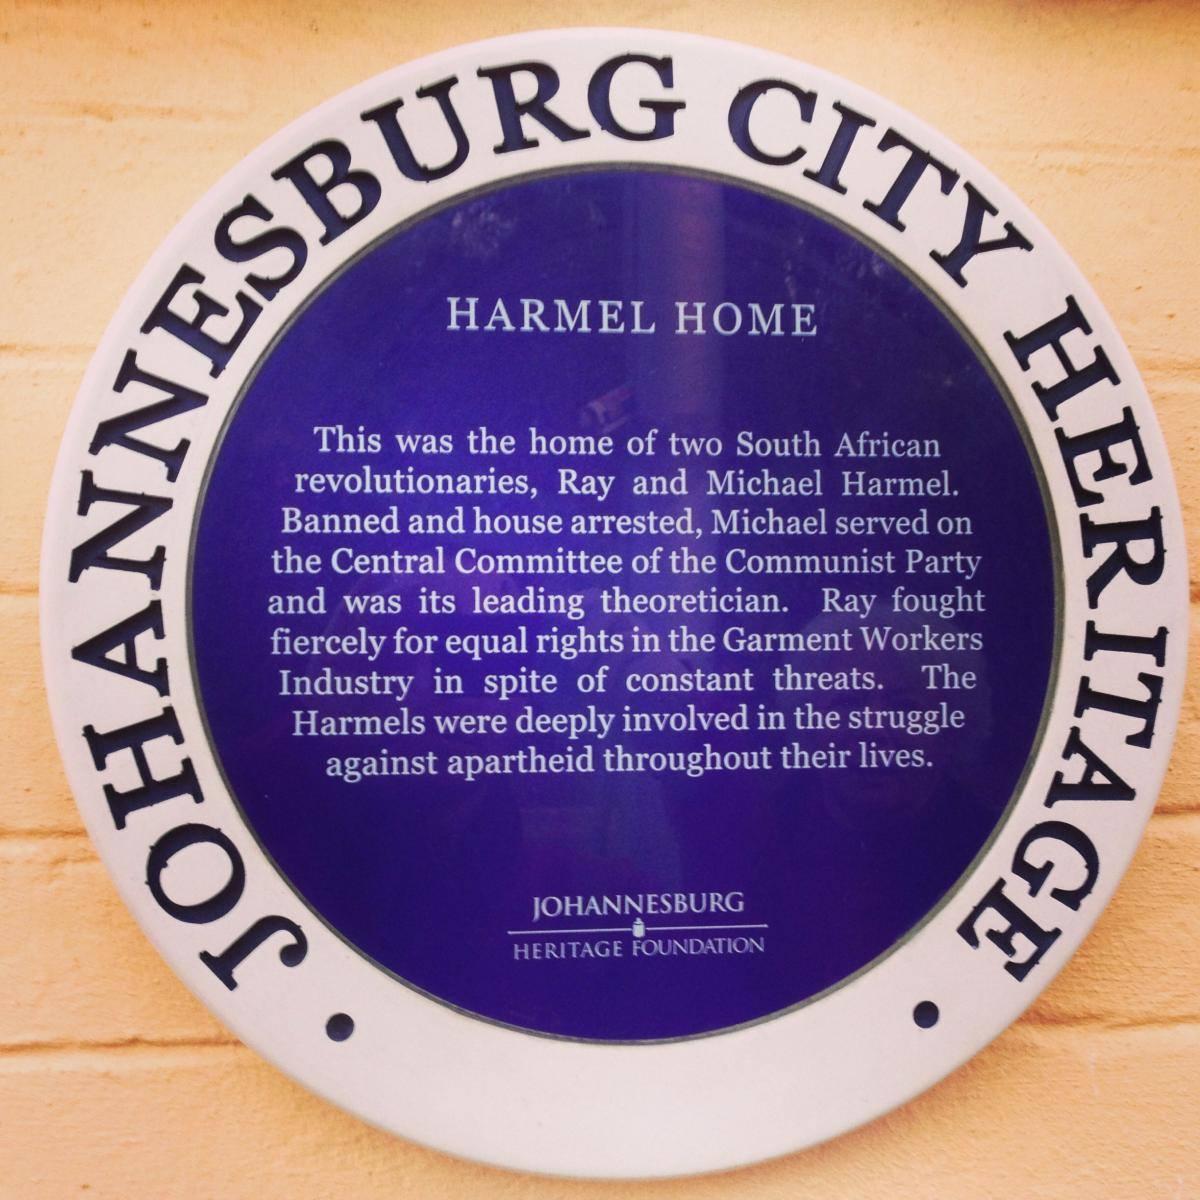 JOHANNESBURG CITY HERITAGE
HARMEL HOME
This was the home of two South African
revolutionaries, Ray and Michael Harmel.
Banned and house arrested, Michael served on
the Central Committee of the Communist Party
and was its leading theoretician. Ray fought
fiercely for equal rights in the Garment Workers
Industry in spite of constant threats. The
Harmels were deeply involved in the struggle
against apartheid throughout their lives.
JOHANNESBURG
HERITAGE FOUNDATION